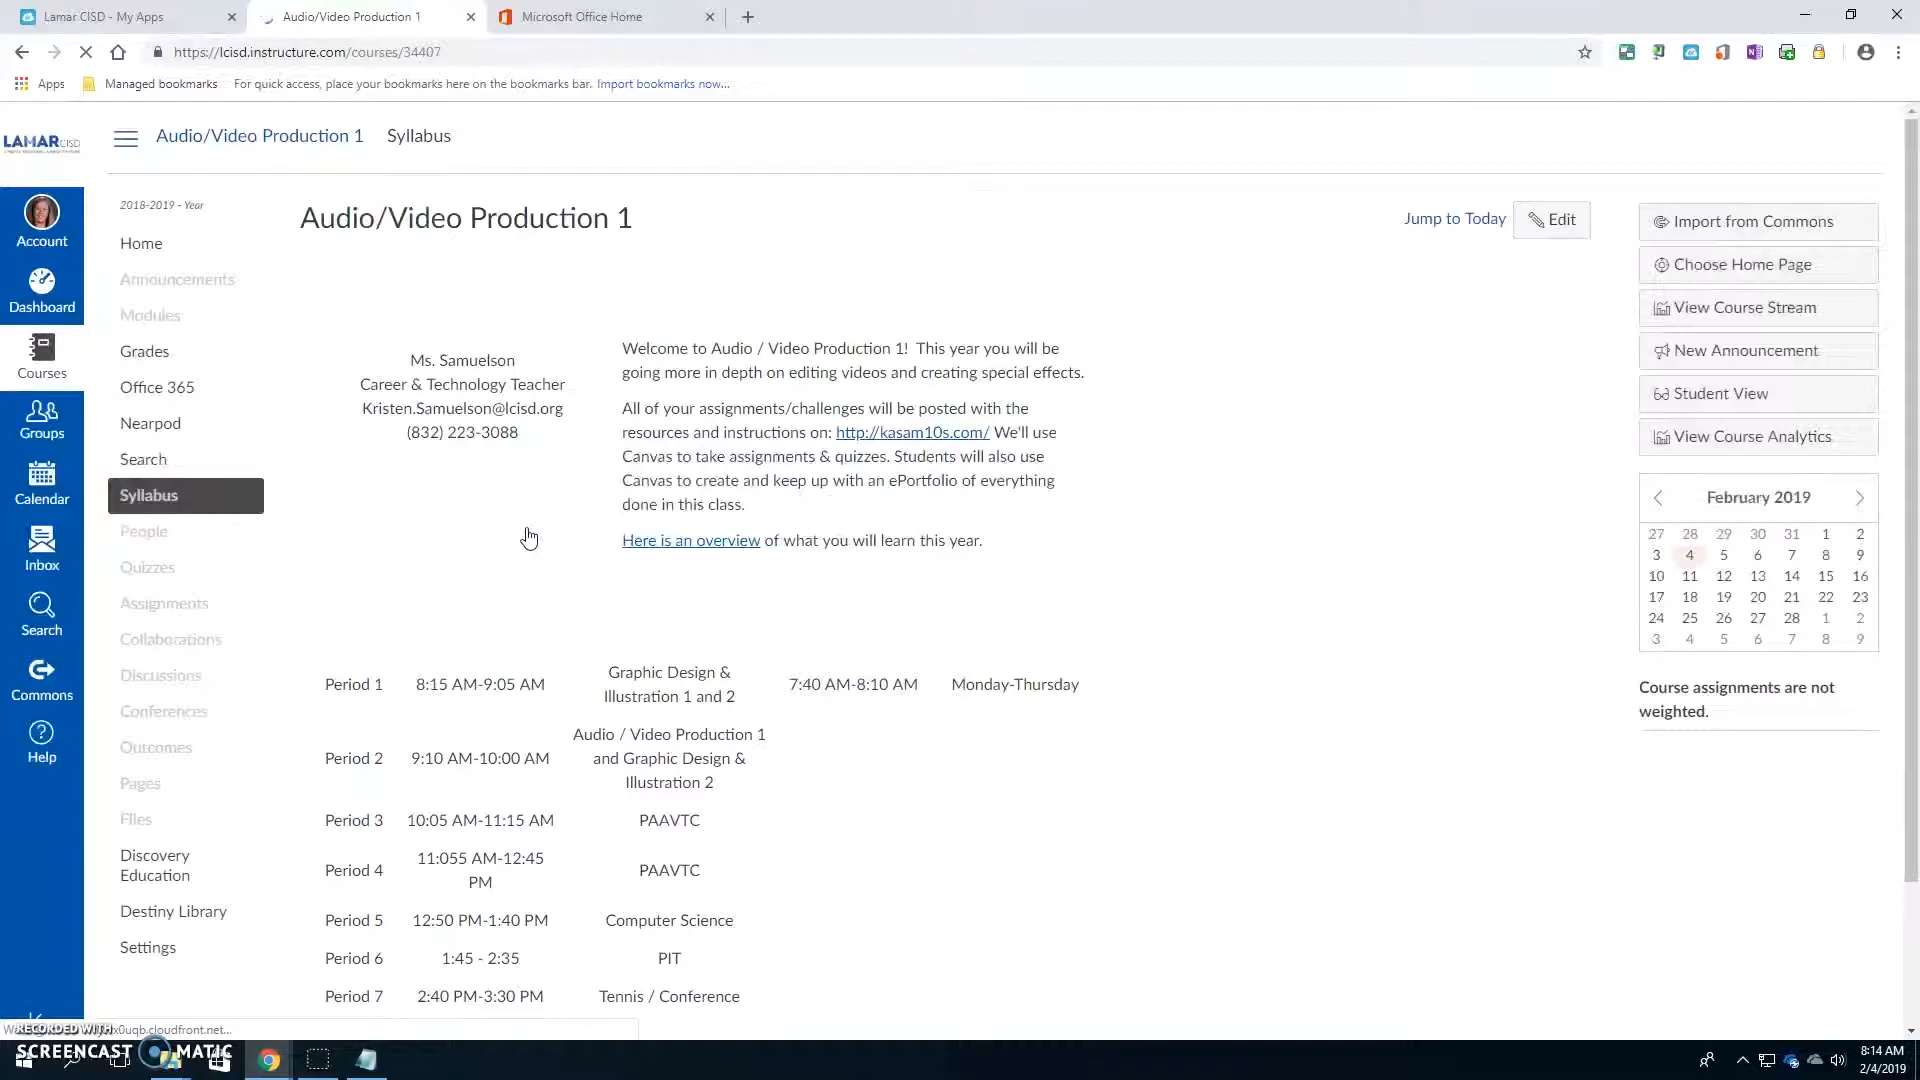 Lamar CISD - My Apps
Audio/Video Production 1
Microsoft Office Home
https://lcisd.instructure.com/courses/34407
Apps
Managed bookmarks
For quick access, place your bookmarks here on the bookmarks bar. Import bookmarks now...
LAMAR CISD
Audio/Video Production 1 Syllabus
Account
Dashboard
Courses
Groups
Calendar
Inbox
Search
Commons
Help
2018-2019 - Year
Home
Announcements
Modules
Grades
Office 365
Nearpod
Search
Syllabus
People
Quizzes
Assignments
Collaborations
Discussions
Conferences
Outcomes
Pages
Files
Discovery
Education
Destiny Library
Settings
Audio/Video Production 1
Jump to Today
Edit
Ms. Samuelson
Career & Technology Teacher
Kristen.Samuelson@lcisd.org
(832) 223-3088
Welcome to Audio / Video Production 1! This year you will be
going more in depth on editing videos and creating special effects.
All of your assignments/challenges will be posted with the
resources and instructions on: http://kasam10s.com/ We'll use
Canvas to take assignments & quizzes. Students will also use
Canvas to create and keep up with an ePortfolio of everything
done in this class.
Here is an overview of what you will learn this year.
Period 1 8:15 AM-9:05 AM Graphic Design & Illustration 1 and 2 7:40 AM-8:10 AM Monday-Thursday
Period 2 9:10 AM-10:00 AM Audio / Video Production 1 and Graphic Design & Illustration 2
Period 3 10:05 AM-11:15 AM PAAVTC
Period 4 11:055 AM-12:45 PM PAAVTC
Period 5 12:50 PM-1:40 PM Computer Science
Period 6 1:45 - 2:35 PIT
Period 7 2:40 PM-3:30 PM Tennis / Conference
Import from Commons
Choose Home Page
View Course Stream
New Announcement
Student View
View Course Analytics
February 2019
27 28 29 30 31 1 2
3 4 5 6 7 8 9
10 11 12 13 14 15 16
17 18 19 20 21 22 23
24 25 26 27 28 1 2
3 4 5 6 7 8 9
Course assignments are not
weighted.
x0uqb.cloudfront.net...
RECORDED WITH
SCREENCAST MATIC
8:14 AM
2/4/2019